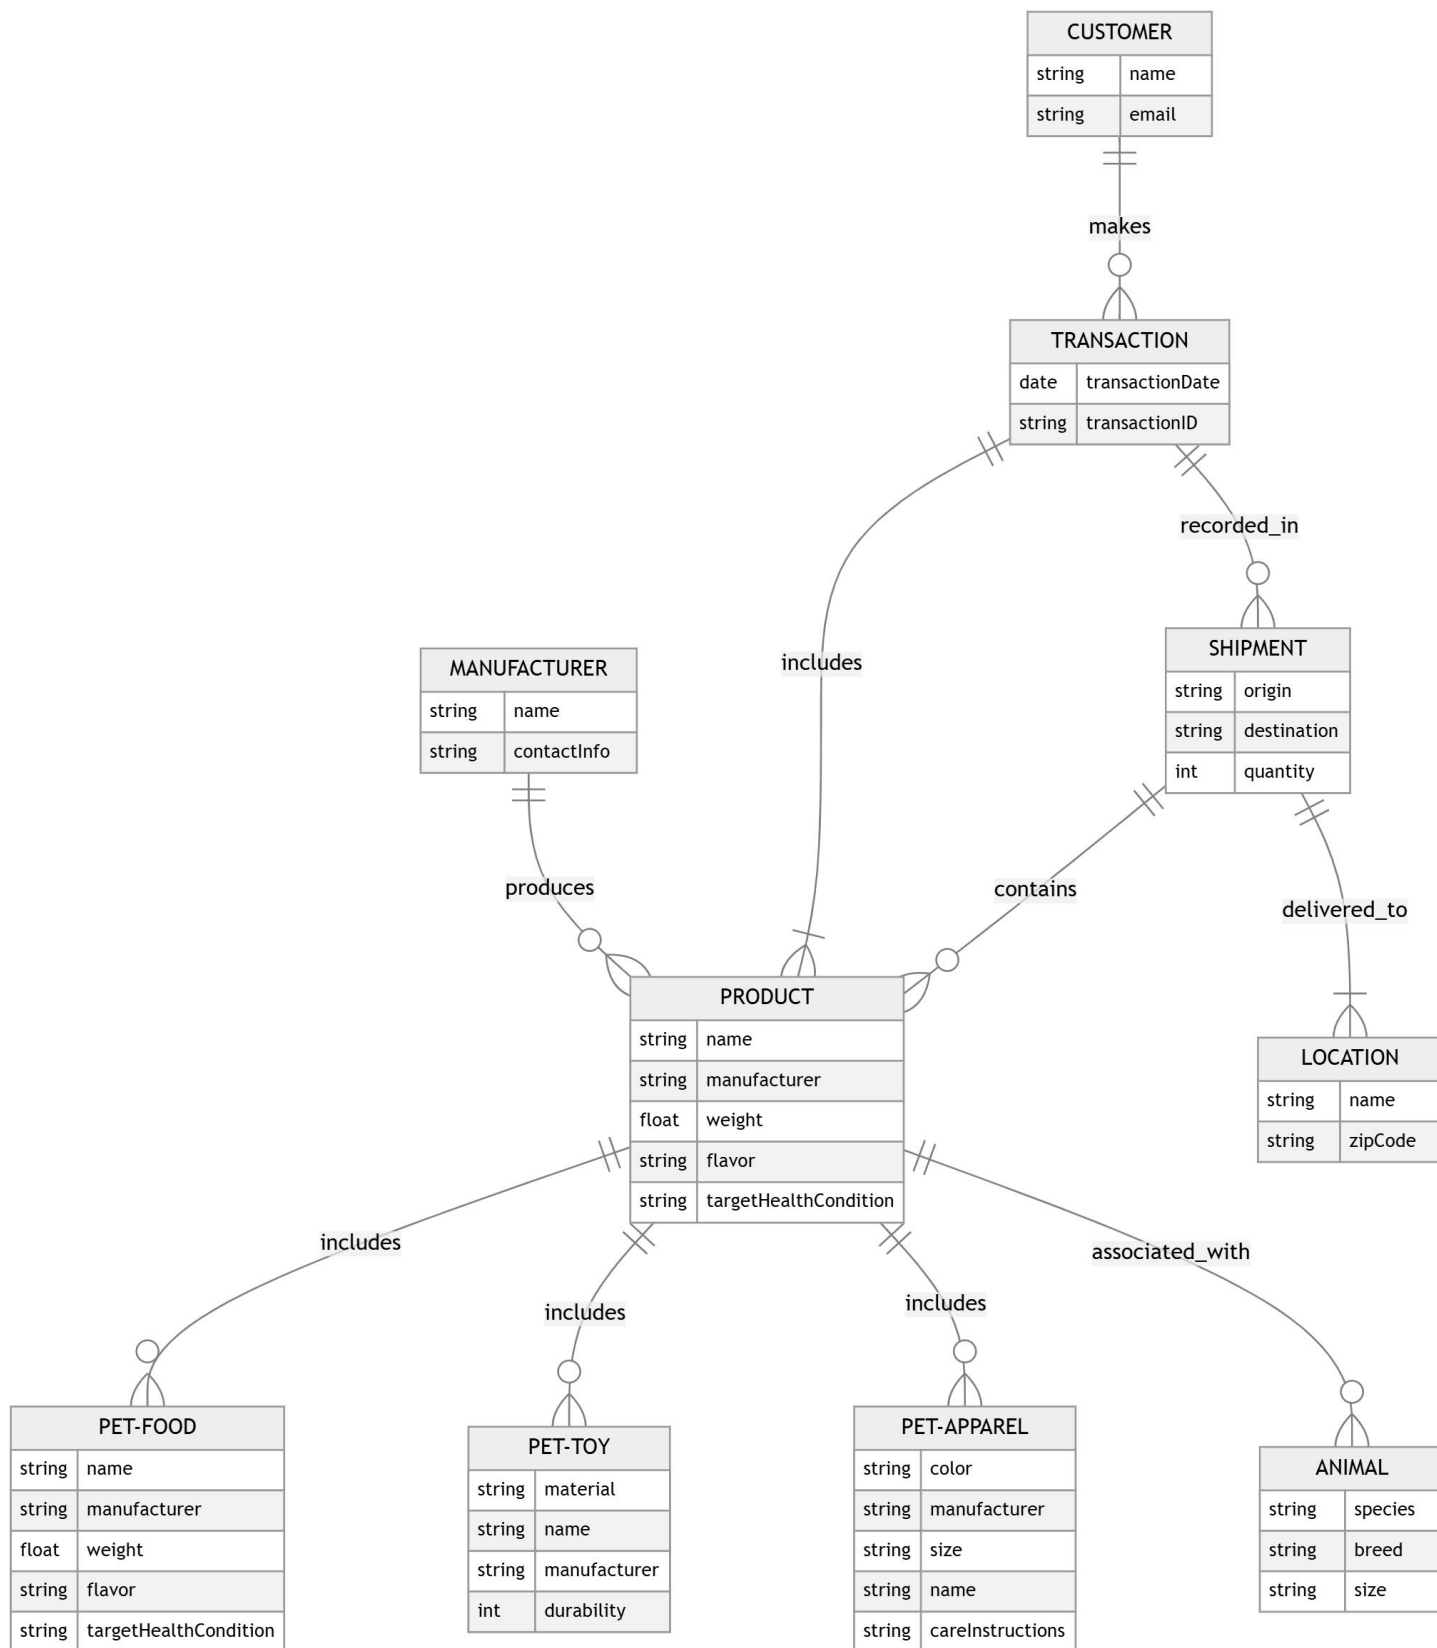 CUSTOMER
string name
string email
makes
TRANSACTION
date transactionDate
string transactionID
recorded_in
includes
SHIPMENT
string origin
string destination
int quantity
MANUFACTURER
string name
string contactInfo
produces
contains
delivered_to
PRODUCT
string name
string manufacturer
float weight
string flavor
string targetHealthCondition
LOCATION
string name
string zipCode
includes
includes
includes
associated_with
PET-FOOD
string name
string manufacturer
float weight
string flavor
string targetHealthCondition
PET-TOY
string material
string name
string manufacturer
int durability
PET-APPAREL
string color
string manufacturer
string size
string name
string careInstructions
ANIMAL
string species
string breed
string size